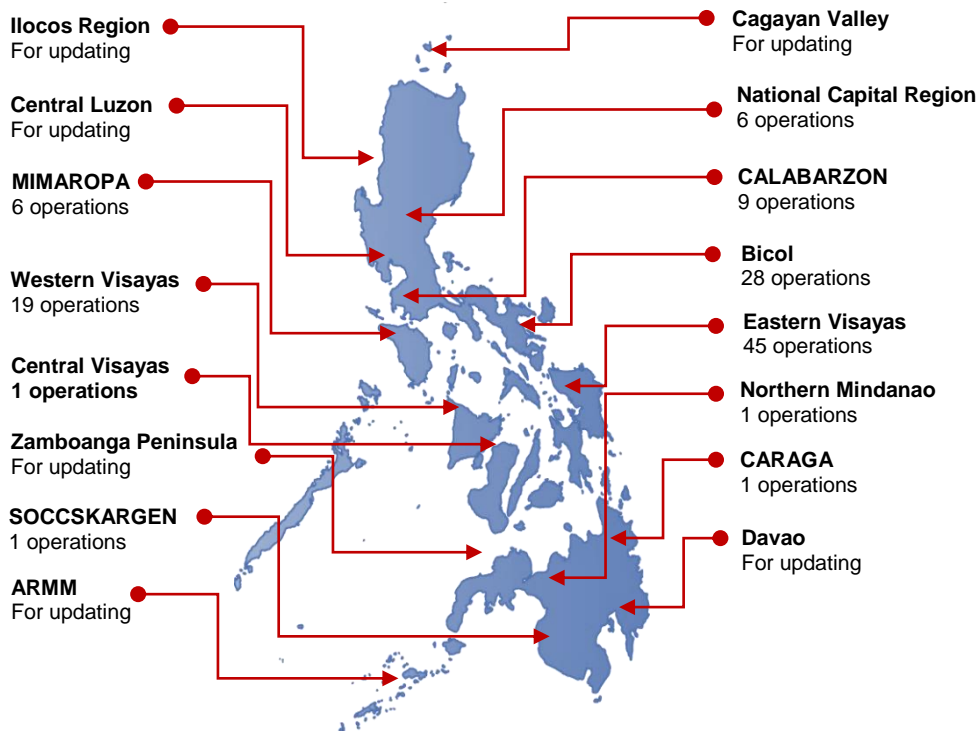 Ilocos Region
For updating
Central Luzon
For updating
MIMAROPA
6 operations
Western Visayas
19 operations
Central Visayas
1 operations
Zamboanga Peninsula
For updating
SOCCSKARGEN
1 operations
ARMM
For updating
Cagayan Valley
For updating
National Capital Region
6 operations
CALABARZON
9 operations
Bicol
28 operations
Eastern Visayas
45 operations
Northern Mindanao
1 operations
CARAGA
1 operations
Davao
For updating